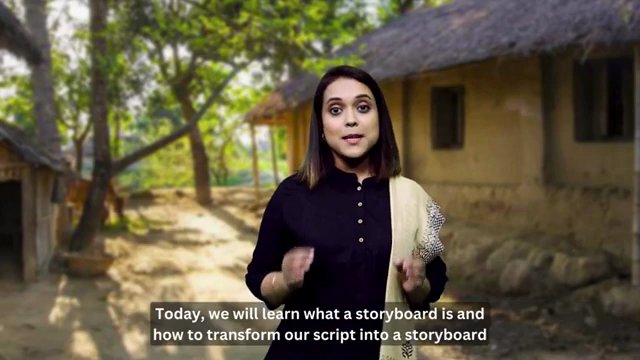 Today, we will learn what a storyboard is and
how to transform our script into a storyboard